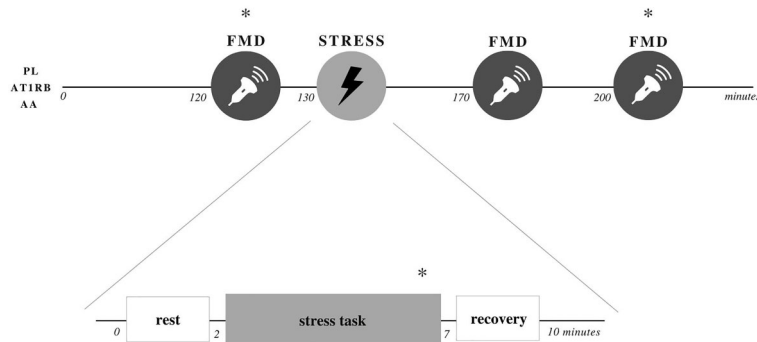 *
*
FMD
STRESS
FMD
FMD
PL
AT1RB
AA
0
120
130
170
200
minutes
*
rest
stress task
recovery
0
2
7
10 minutes